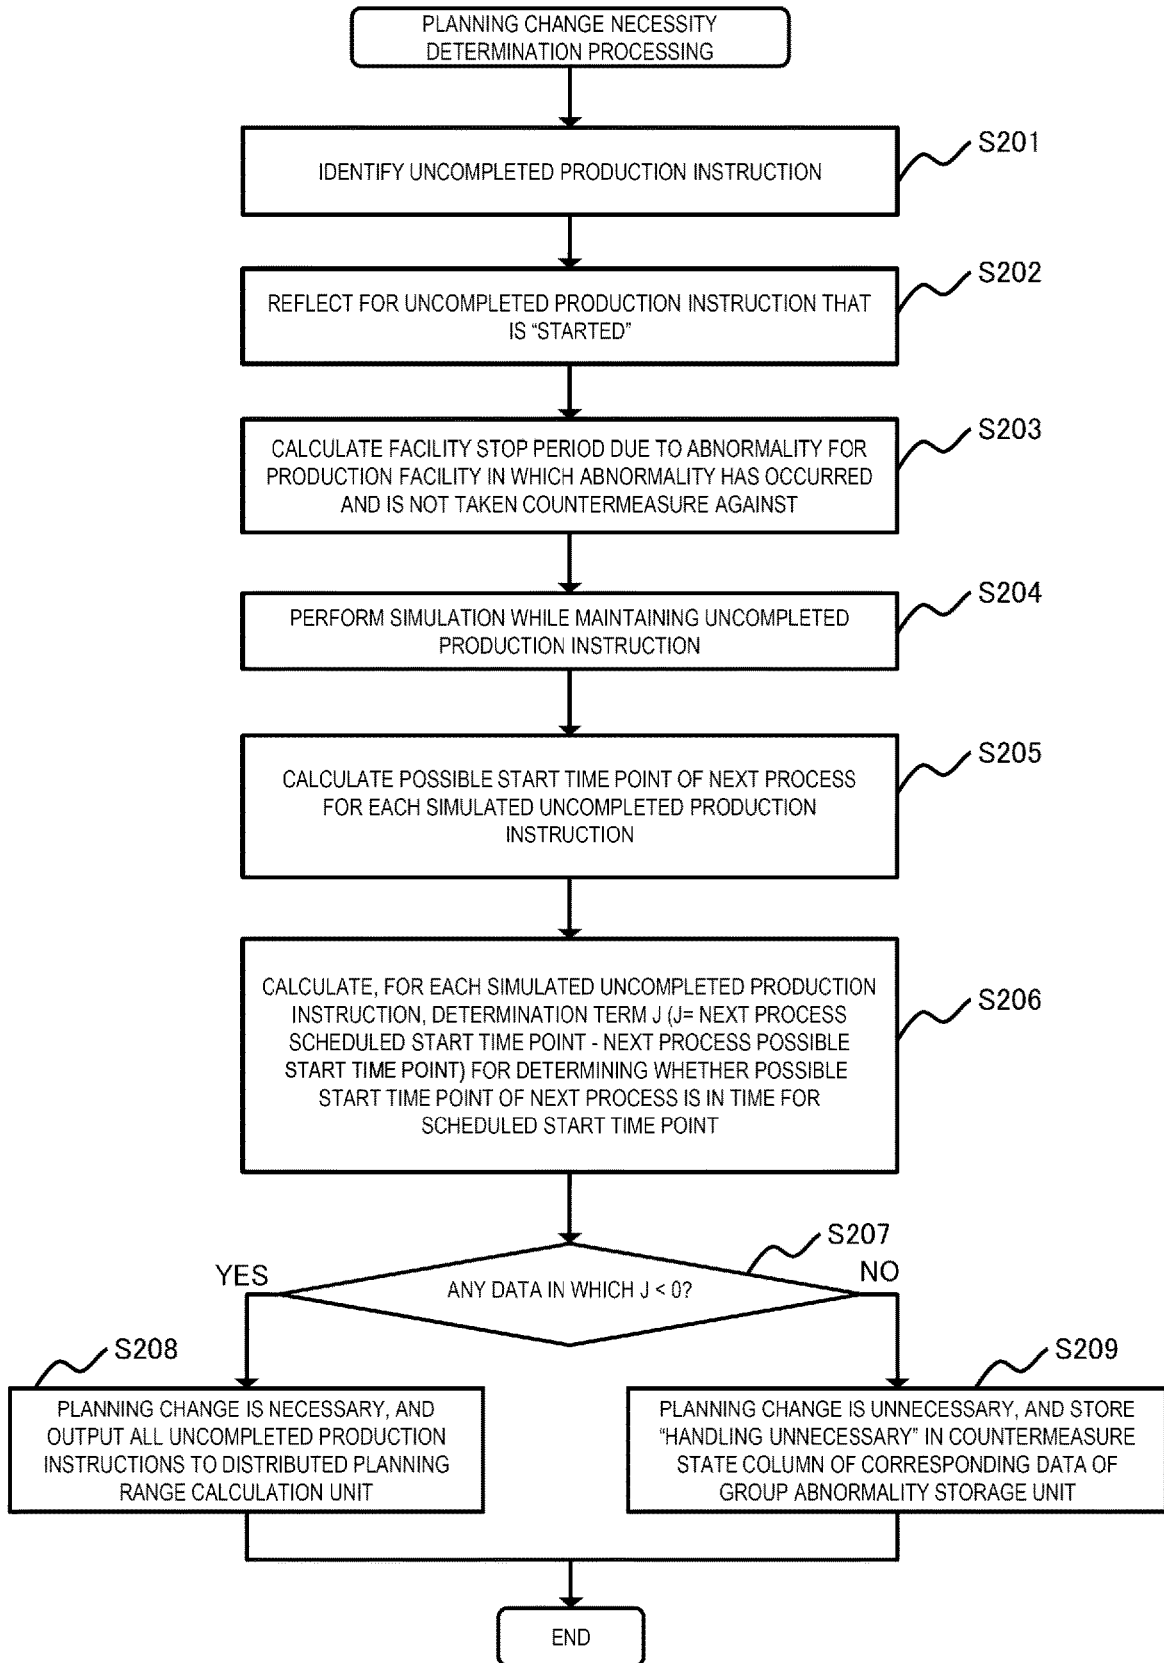 PLANNING CHANGE NECESSITY
DETERMINATION PROCESSING
S201
IDENTIFY UNCOMPLETED PRODUCTION INSTRUCTION
S202
REFLECT FOR UNCOMPLETED PRODUCTION INSTRUCTION THAT
IS “STARTED”
S203
CALCULATE FACILITY STOP PERIOD DUE TO ABNORMALITY FOR
PRODUCTION FACILITY IN WHICH ABNORMALITY HAS OCCURRED
AND IS NOT TAKEN COUNTERMEASURE AGAINST
S204
PERFORM SIMULATION WHILE MAINTAINING UNCOMPLETED
PRODUCTION INSTRUCTION
S205
CALCULATE POSSIBLE START TIME POINT OF NEXT PROCESS
FOR EACH SIMULATED UNCOMPLETED PRODUCTION
INSTRUCTION
S206
CALCULATE, FOR EACH SIMULATED UNCOMPLETED PRODUCTION
INSTRUCTION, DETERMINATION TERM J (J= NEXT PROCESS
SCHEDULED START TIME POINT - NEXT PROCESS POSSIBLE
START TIME POINT) FOR DETERMINING WHETHER POSSIBLE
START TIME POINT OF NEXT PROCESS IS IN TIME FOR
SCHEDULED START TIME POINT
S207
YES
NO
ANY DATA IN WHICH J < 0?
S208
PLANNING CHANGE IS NECESSARY, AND
OUTPUT ALL UNCOMPLETED PRODUCTION
INSTRUCTIONS TO DISTRIBUTED PLANNING
RANGE CALCULATION UNIT
S209
PLANNING CHANGE IS UNNECESSARY, AND STORE
“HANDLING UNNECESSARY” IN COUNTERMEASURE
STATE COLUMN OF CORRESPONDING DATA OF
GROUP ABNORMALITY STORAGE UNIT
END